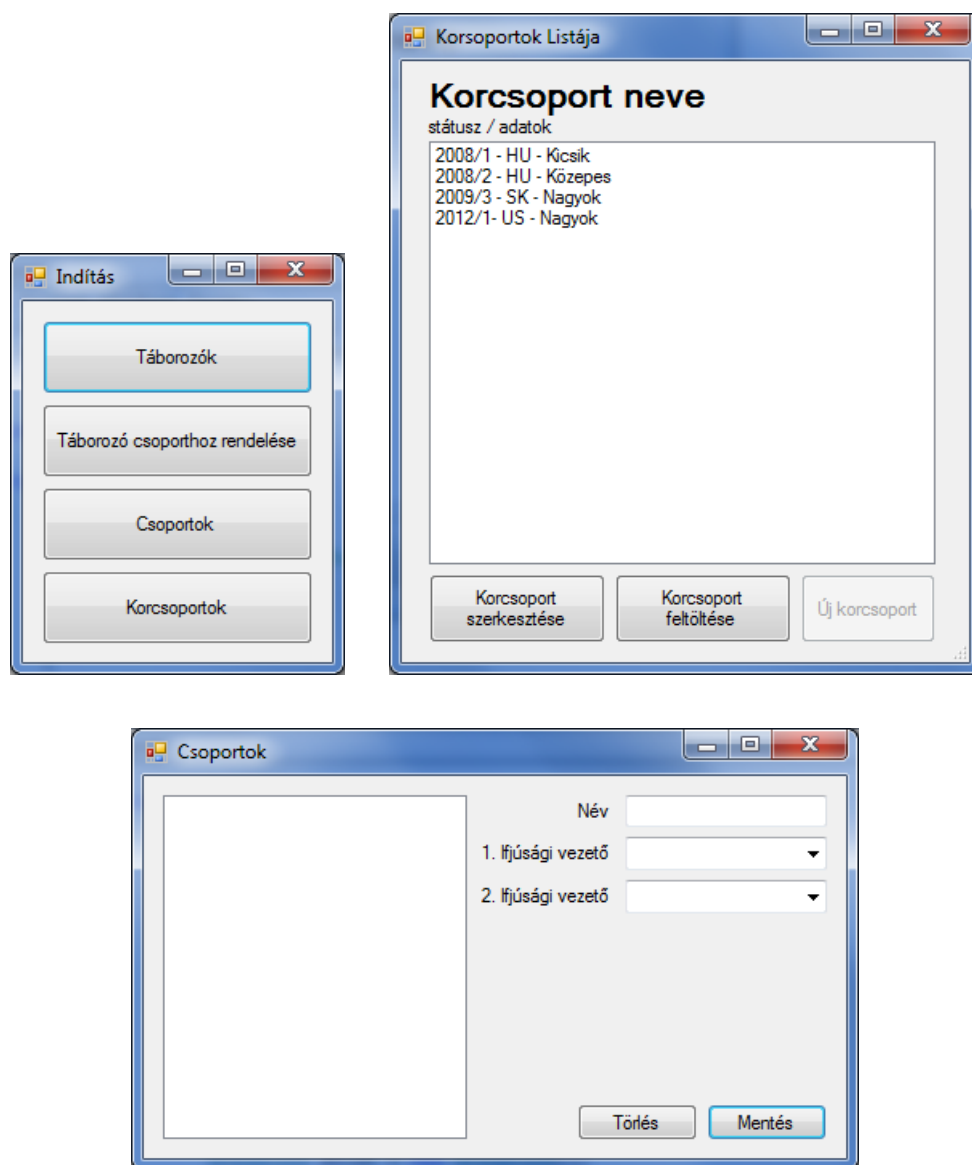 Korsoportok Listája
Korcsoport neve
státusz / adatok
2008/1 - HU - Kicsik
2008/2 - HU - Közepes
2009/3 - SK - Nagyok
2012/1- US - Nagyok
Korcsoport
szerkesztése
Korcsoport
feltöltése
Új korcsoport
Indítás
Táborozók
Táborozó csoporthoz rendelése
Csoportok
Korcsoportok
Csoportok
Név
1. Ifjúsági vezető
2. Ifjúsági vezető
Törlés
Mentés